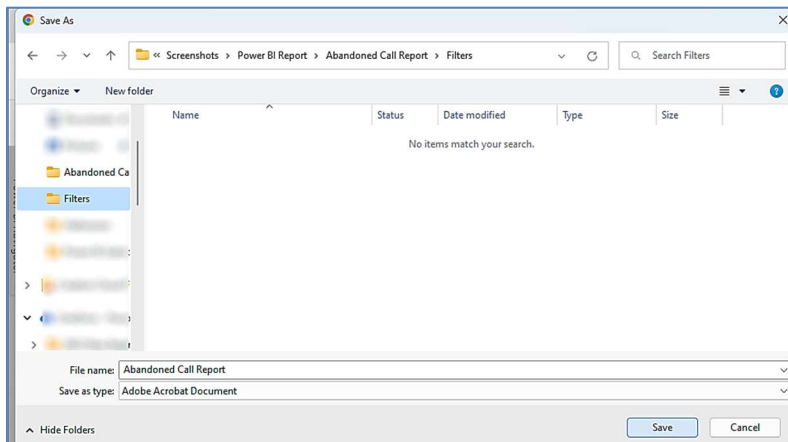 Save As
« Screenshots > Power BI Report > Abandoned Call Report > Filters
Search Filters
Organize
New folder
Name
Status
Date modified
Type
Size
No items match your search.
Abandoned Ca
Filters
File name: Abandoned Call Report
Save as type: Adobe Acrobat Document
Hide Folders
Save
Cancel